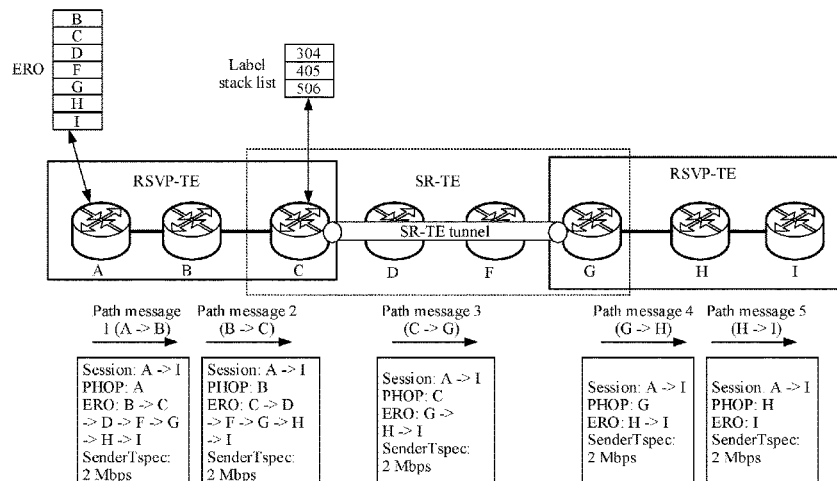 B
C
D
ERO
F
G
H
I
Label
stack list
304
405
506
RSVP-TE
SR-TE
RSVP-TE
SR-TE tunnel
A
B
C
D
F
G
H
I
Path message
1 (A -> B)
Path message 2
(B -> C)
Path message 3
(C -> G)
Path message 4
(G -> H)
Path message 5
(H -> I)
Session: A -> I
PHOP: A
ERO: B -> C
-> D -> F -> G
-> H -> I
SenderTspec:
2 Mbps
Session: A -> I
PHOP: B
ERO: C -> D
-> F -> G -> H
-> I
SenderTspec:
2 Mbps
Session: A -> I
PHOP: C
ERO: G ->
H -> I
SenderTspec:
2 Mbps
Session: A -> I
PHOP: G
ERO: H -> I
SenderTspec:
2 Mbps
Session: A -> I
PHOP: H
ERO: I
SenderTspec:
2 Mbps